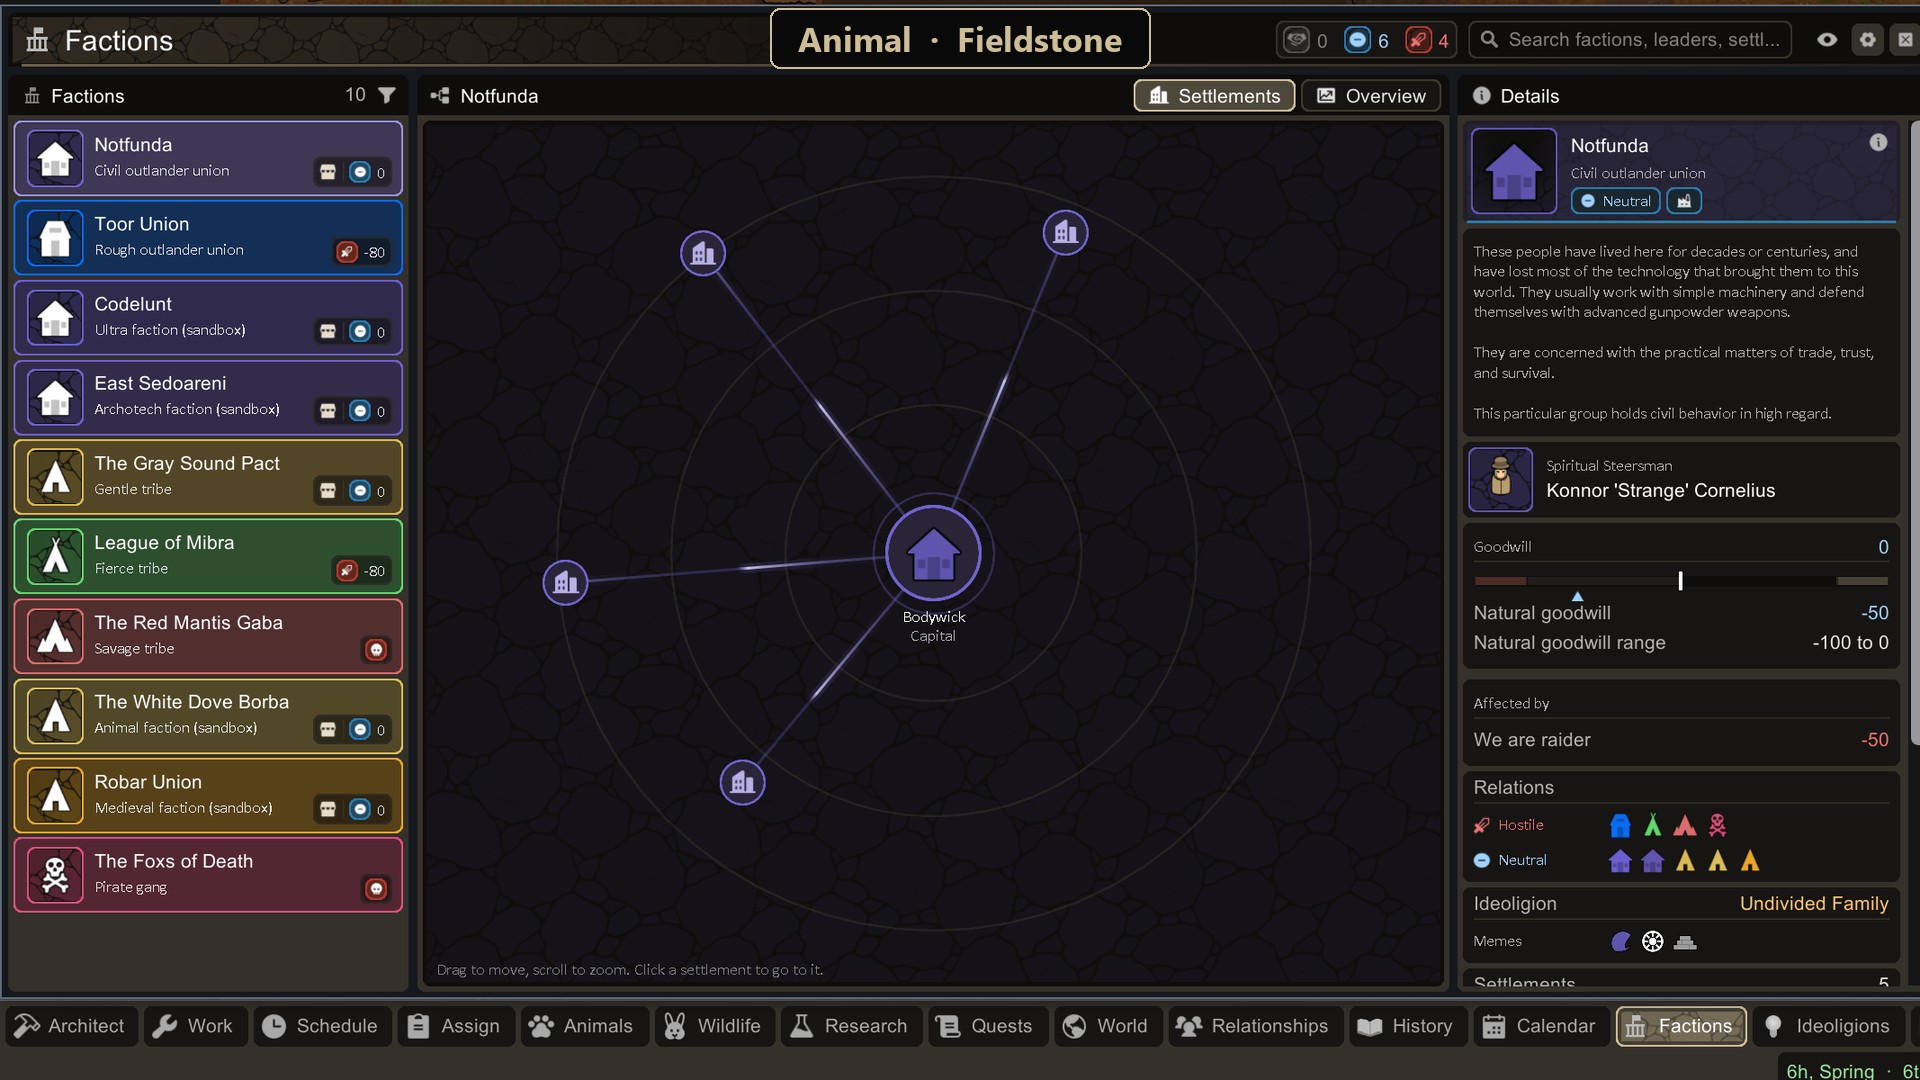 Factions
Animal · Fieldstone
0
6
4
Search factions, leaders, settl...
Factions
10
Notfunda
Civil outlander union
0
Toor Union
Rough outlander union
-80
Codelunt
Ultra faction (sandbox)
0
East Sedoareni
Archotech faction (sandbox)
0
The Gray Sound Pact
Gentle tribe
0
League of Mibra
Fierce tribe
-80
The Red Mantis Gaba
Savage tribe
The White Dove Borba
Animal faction (sandbox)
0
Robar Union
Medieval faction (sandbox)
0
The Foxs of Death
Pirate gang
Notfunda
Settlements
Overview
Bodywick
Capital
Drag to move, scroll to zoom. Click a settlement to go to it.
Details
Notfunda
Civil outlander union
Neutral
These people have lived here for decades or centuries, and
have lost most of the technology that brought them to this
world. They usually work with simple machinery and defend
themselves with advanced gunpowder weapons.
They are concerned with the practical matters of trade, trust,
and survival.
This particular group holds civil behavior in high regard.
Spiritual Steersman
Konnor 'Strange' Cornelius
Goodwill 0
Natural goodwill -50
Natural goodwill range -100 to 0
Affected by
We are raider -50
Relations
Hostile
Neutral
Ideoligion Undivided Family
Memes
Settlements 5
Architect
Work
Schedule
Assign
Animals
Wildlife
Research
Quests
World
Relationships
History
Calendar
Factions
Ideoligions
6h, Spring · 6t